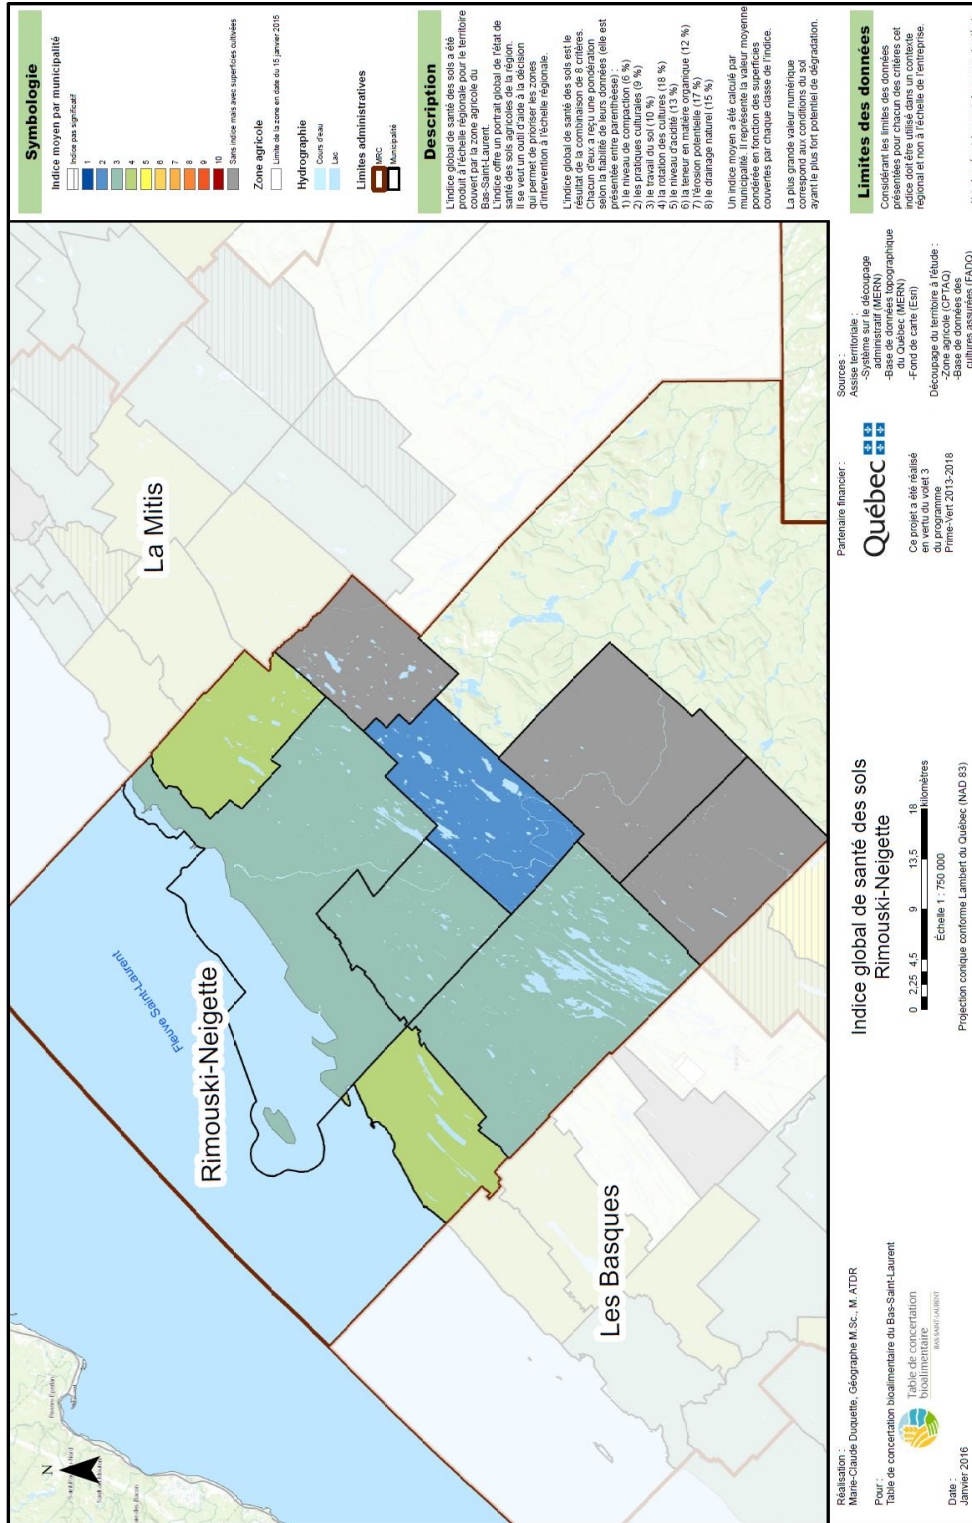 N
Fleuve Saint-Laurent
Rimouski-Neigette
La Mitis
Les Basques
Symbologie
Indice moyen par municipalité
Indice pas significatif
1
2
3
4
5
6
7
8
9
10
Sans indice mais avec superficies cultivées
Zone agricole
Limite de la zone en date du 15 janvier 2015
Hydrographie
Cours d'eau
Lac
Limites administratives
MRC
Municipalité
Description
L'indice global de santé des sols a été
produit à l'échelle régionale pour le territoire
couvert par la zone agricole du
Bas-Saint-Laurent.
L'indice offre un portrait global de l'état de
santé des sols agricoles de la région.
Il se veut un outil d'aide à la décision
qui permet de prioriser les zones
d'intervention à l'échelle régionale.
L'indice global de santé des sols est le
résultat de la combinaison de 8 critères.
Chacun d'eux a reçu une pondération
selon la fiabilité de leurs données (elle est
présentée entre parenthèse) :
1) le niveau de compaction (6 %)
2) les pratiques culturales (9 %)
3) le travail du sol (10 %)
4) la rotation des cultures (18 %)
5) le niveau d'acidité (13 %)
6) la teneur en matière organique (12 %)
7) l'érosion potentielle (17 %)
8) le drainage naturel (15 %)
Un indice moyen a été calculé par
municipalité. Il représente la valeur moyenne
pondérée en fonction des superficies
couvertes par chaque classe de l'indice.
La plus grande valeur numérique
correspond aux conditions du sol
ayant le plus fort potentiel de dégradation.
Limites des données
Considérant les limites des données
présentées pour chacun des critères cet
indice doit être utilisé dans un contexte
régional et non à l'échelle de l'entreprise.
Réalisation :
Marie-Claude Duquette, Géographe M.Sc., M. ATDR
Pour :
Table de concertation bioalimentaire du Bas-Saint-Laurent
Table de concertation
bioalimentaire
BAS-SAINT-LAURENT
Date :
Janvier 2016
Indice global de santé des sols
Rimouski-Neigette
0 2,25 4,5 9 13,5 18
kilomètres
Échelle 1 : 750 000
Projection conique conforme Lambert du Québec (NAD 83)
Partenaire financier :
Québec
Ce projet a été réalisé
en vertu du volet 3
du programme
Prime-Vert 2013-2018
Sources :
Assise territoriale :
-Système sur le découpage
administratif (MERN)
-Base de données topographique
du Québec (MERN)
-Fond de carte (Esri)
Découpage du territoire à l'étude :
-Zone agricole (CPTAQ)
-Base de données des
cultures assurées (FADQ)